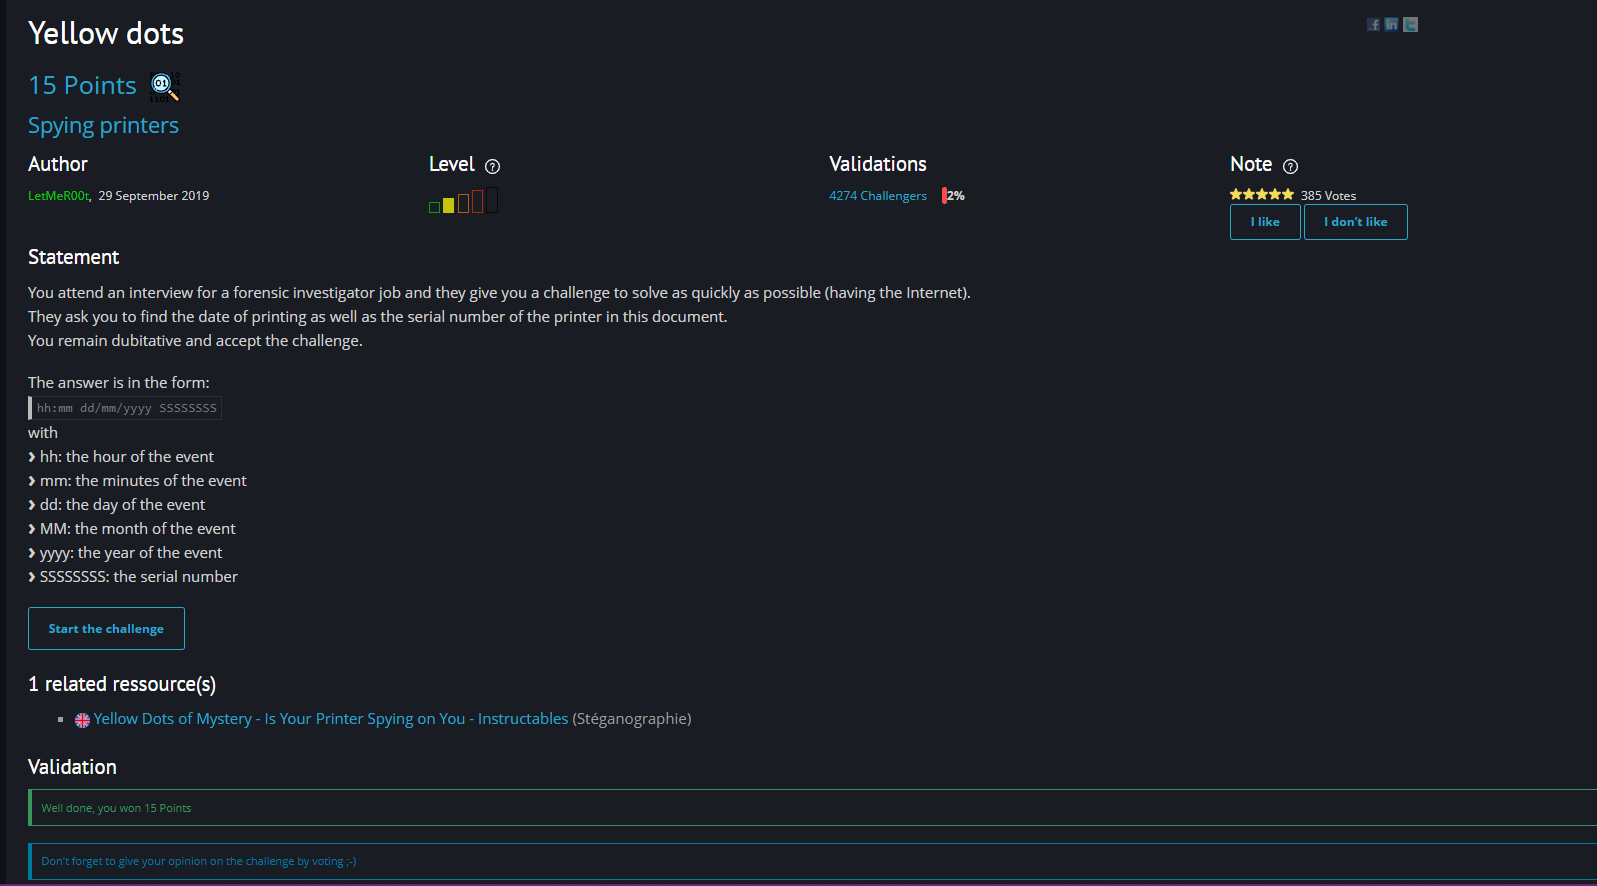 Yellow dots
15 Points
Spying printers
Author
Level ?
Validations
Note ?
LetMeR00t, 29 September 2019
4274 Challengers 2%
385 Votes
I like
I don't like
Statement
You attend an interview for a forensic investigator job and they give you a challenge to solve as quickly as possible (having the Internet).
They ask you to find the date of printing as well as the serial number of the printer in this document.
You remain dubitative and accept the challenge.
The answer is in the form:
hh:mm dd/mm/yyyy SSSSSSSS
with
› hh: the hour of the event
› mm: the minutes of the event
› dd: the day of the event
› MM: the month of the event
› yyyy: the year of the event
› SSSSSSSS: the serial number
Start the challenge
1 related ressource(s)
Yellow Dots of Mystery - Is Your Printer Spying on You - Instructables (Stéganographie)
Validation
Well done, you won 15 Points
Don't forget to give your opinion on the challenge by voting ;-)